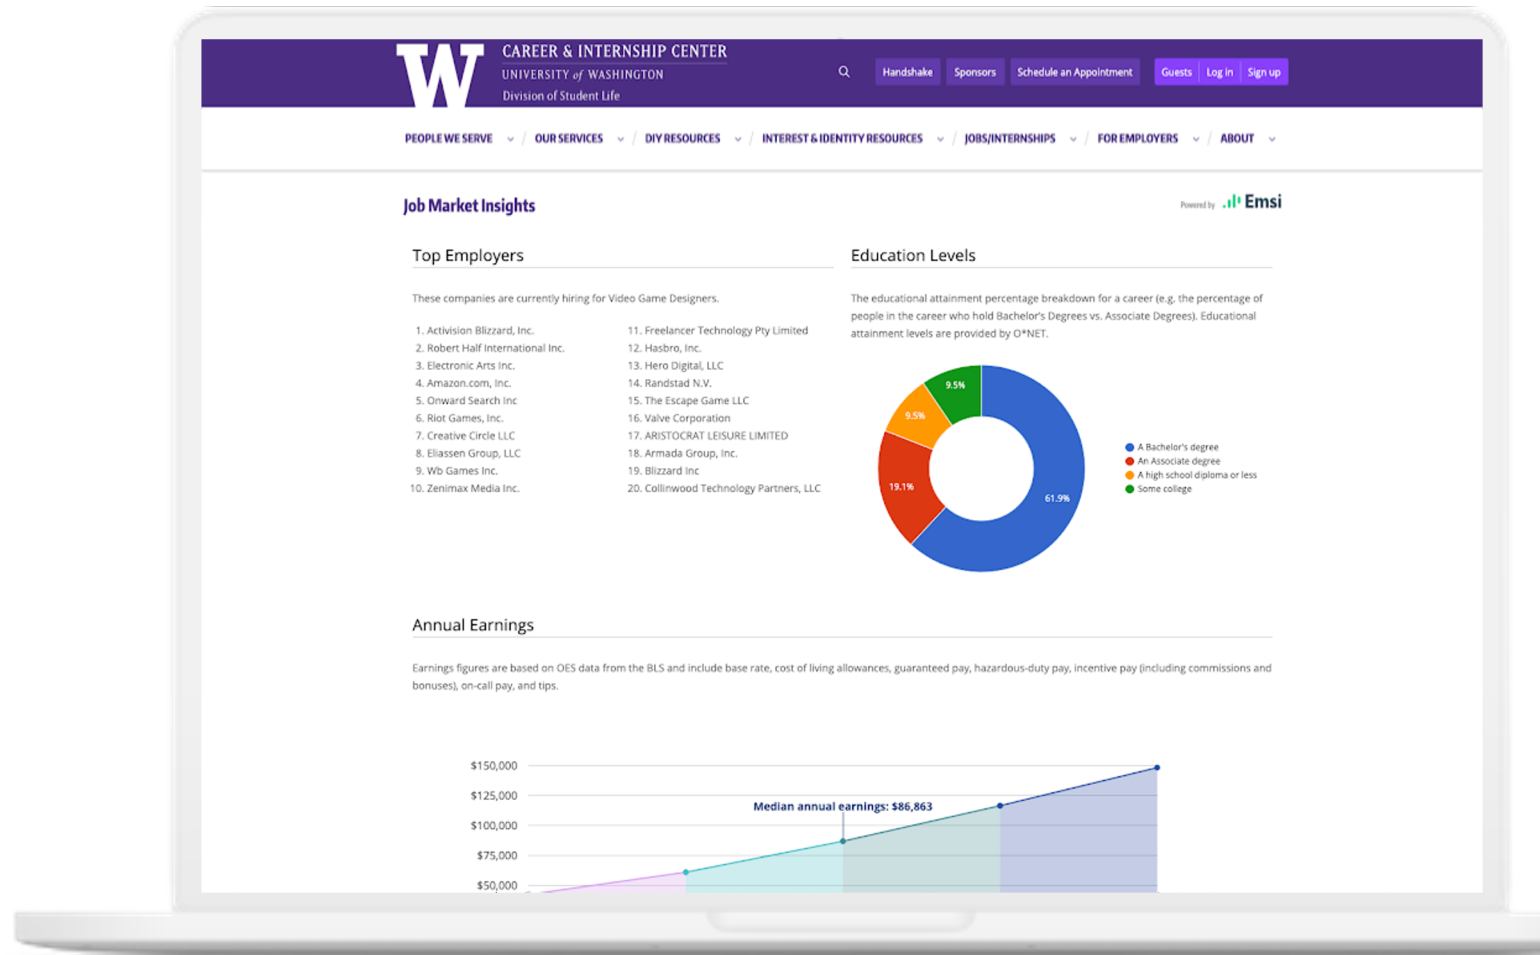 W
CAREER & INTERNSHIP CENTER
UNIVERSITY of WASHINGTON
Division of Student Life
Handshake
Sponsors
Schedule an Appointment
Guests
Log in
Sign up
PEOPLE WE SERVE / OUR SERVICES / DIY RESOURCES / INTEREST & IDENTITY RESOURCES / JOBS/INTERNSHIPS / FOR EMPLOYERS / ABOUT
Job Market Insights
Powered by Emsi
Top Employers
These companies are currently hiring for Video Game Designers.
1. Activision Blizzard, Inc.
2. Robert Half International Inc.
3. Electronic Arts Inc.
4. Amazon.com, Inc.
5. Onward Search Inc
6. Riot Games, Inc.
7. Creative Circle LLC
8. Eliassen Group, LLC
9. Wb Games Inc.
10. Zenimax Media Inc.
11. Freelancer Technology Pty Limited
12. Hasbro, Inc.
13. Hero Digital, LLC
14. Randstad N.V.
15. The Escape Game LLC
16. Valve Corporation
17. ARISTOCRAT LEISURE LIMITED
18. Armada Group, Inc.
19. Blizzard Inc
20. Collinwood Technology Partners, LLC
Education Levels
The educational attainment percentage breakdown for a career (e.g. the percentage of
people in the career who hold Bachelor's Degrees vs. Associate Degrees). Educational
attainment levels are provided by O*NET.
9.5%
9.5%
19.1%
61.9%
A Bachelor's degree
An Associate degree
A high school diploma or less
Some college
Annual Earnings
Earnings figures are based on OES data from the BLS and include base rate, cost of living allowances, guaranteed pay, hazardous-duty pay, incentive pay (including commissions and
bonuses), on-call pay, and tips.
$150,000
$125,000
Median annual earnings: $86,863
$100,000
$75,000
$50,000